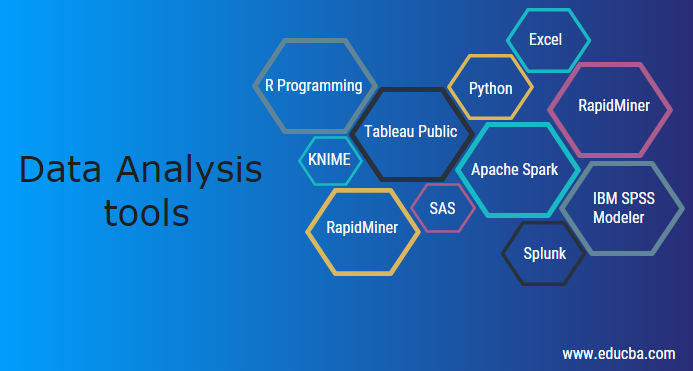 Data Analysis
tools
R Programming
Tableau Public
Python
Excel
RapidMiner
KNIME
Apache Spark
RapidMiner
SAS
IBM SPSS
Modeler
Splunk
www.educba.com